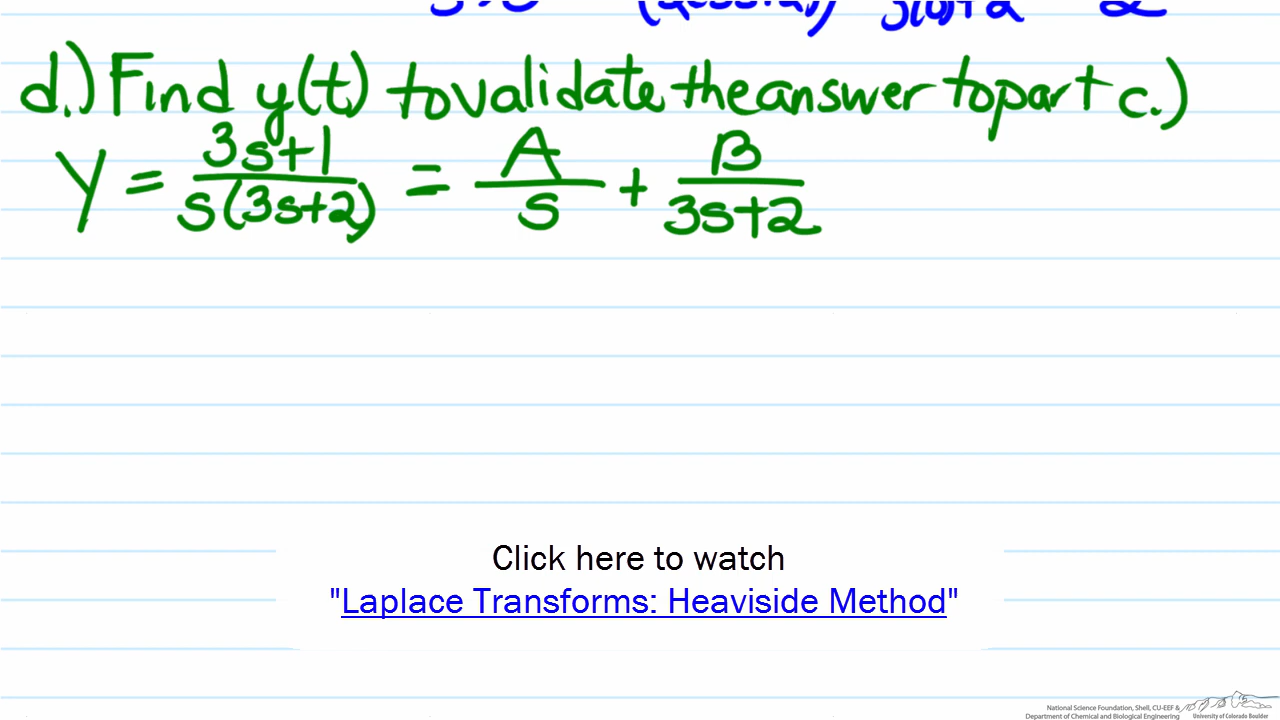 d.) Find y(t) to validate the answer to part c.)
Y = 3s+1 / s(3s+2) = A / s + B / 3s+2
Click here to watch
"Laplace Transforms: Heaviside Method"
National Science Foundation, Shell, CU-EEF &
Department of Chemical and Biological Engineering
University of Colorado Boulder